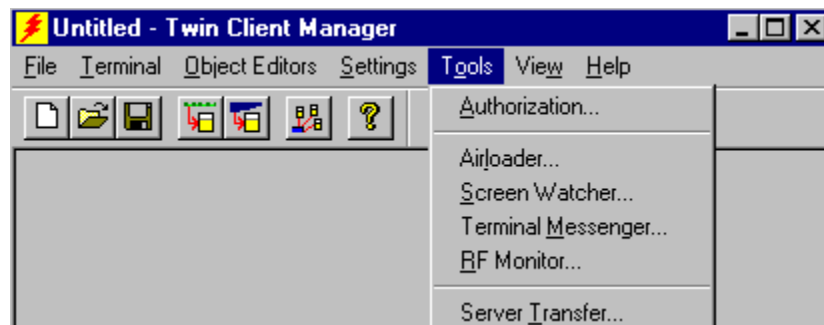 Untitled - Twin Client Manager
File Terminal Object Editors Settings Tools View Help
Authorization...
Airloader...
Screen Watcher...
Terminal Messenger...
RF Monitor...
Server Transfer...